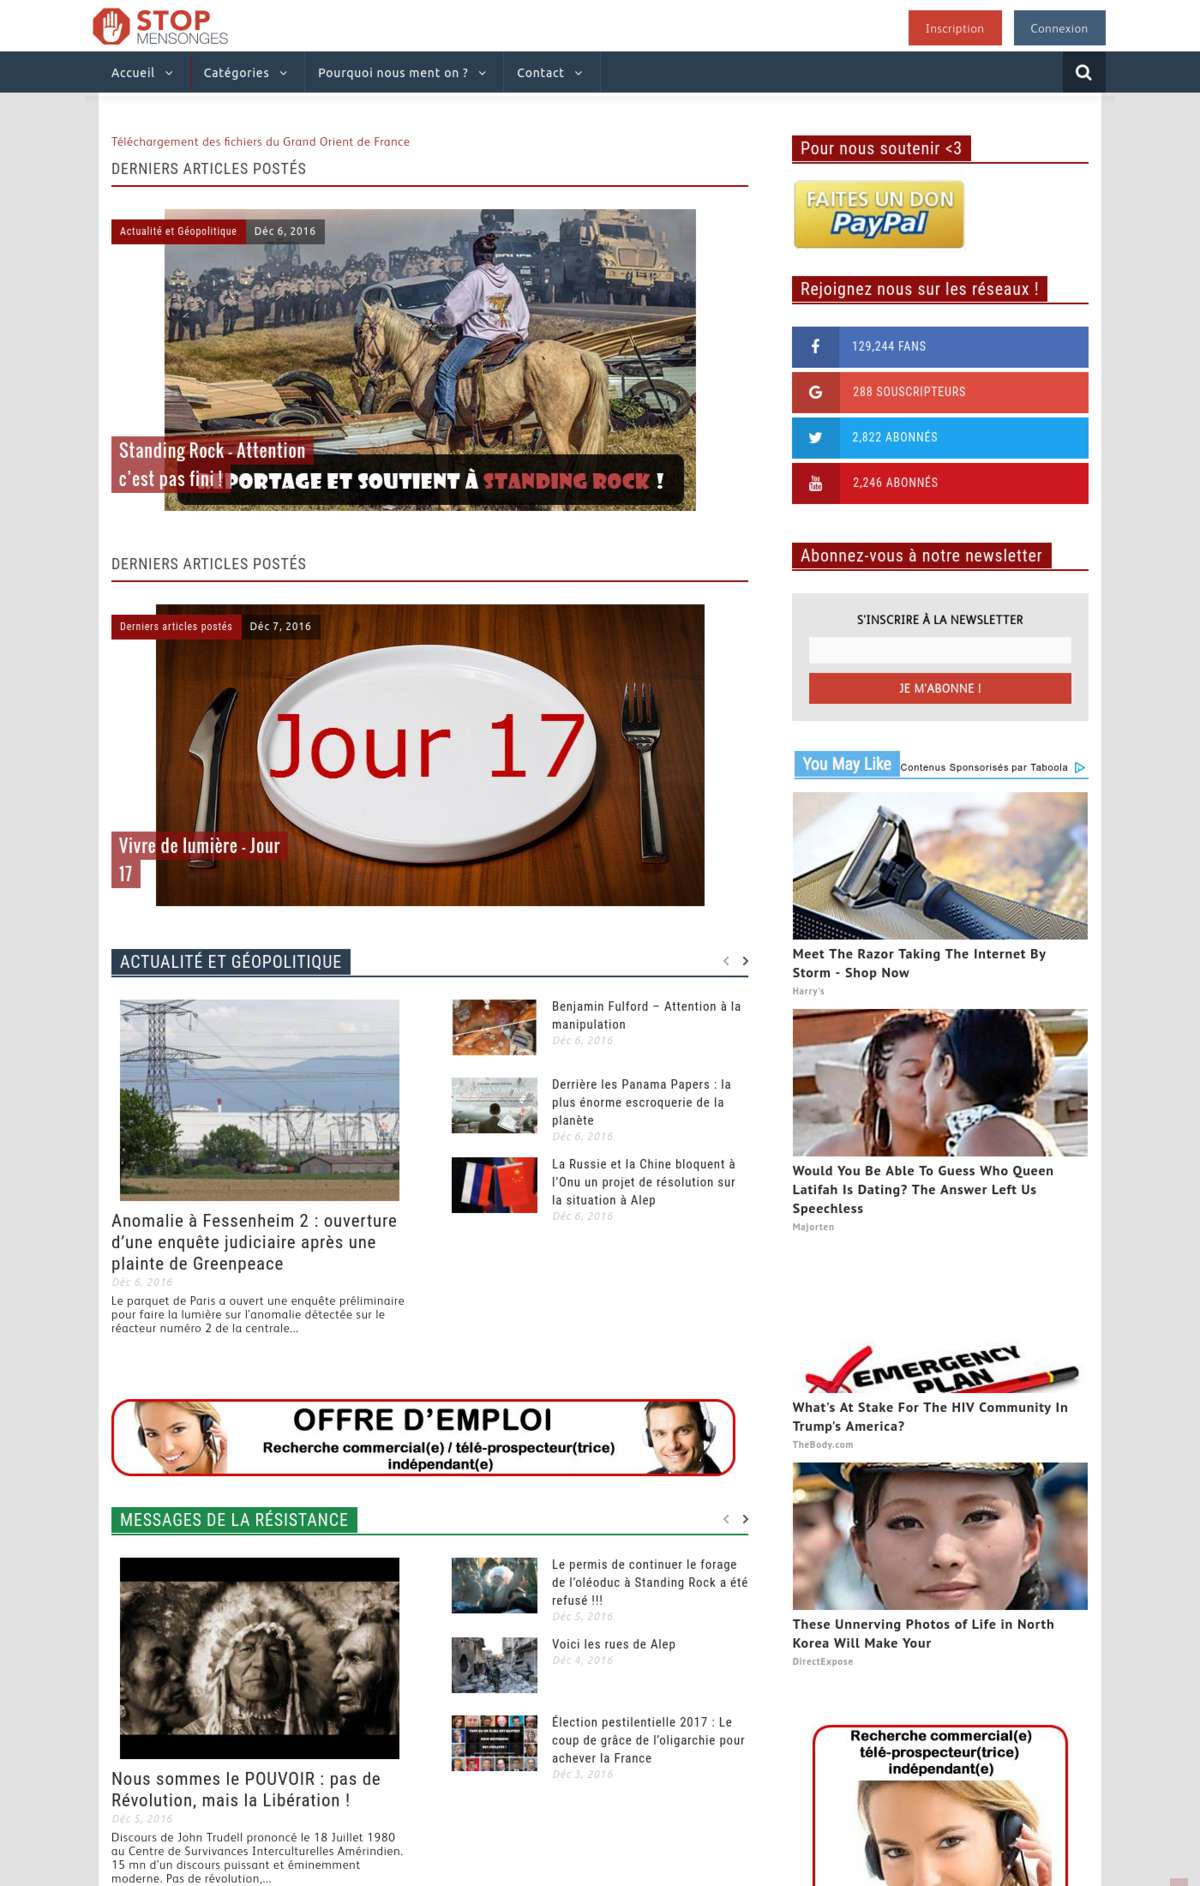 STOP
MENSONGES
Inscription
Connexion
Accueil
Catégories
Pourquoi nous ment on ?
Contact
Téléchargement des fichiers du Grand Orient de France
DERNIERS ARTICLES POSTÉS
Actualité et Géopolitique
Déc 6, 2016
Standing Rock - Attention
c'est pas fini !
PORTAGE ET SOUTIENT À STANDING ROCK !
DERNIERS ARTICLES POSTÉS
Derniers articles postés
Déc 7, 2016
Jour 17
Vivre de lumière - Jour
17
ACTUALITÉ ET GÉOPOLITIQUE
Anomalie à Fessenheim 2 : ouverture
d'une enquête judiciaire après une
plainte de Greenpeace
Déc 6, 2016
Le parquet de Paris a ouvert une enquête préliminaire
pour faire la lumière sur l'anomalie détectée sur le
réacteur numéro 2 de la centrale...
Benjamin Fulford – Attention à la
manipulation
Déc 6, 2016
Derrière les Panama Papers : la
plus énorme escroquerie de la
planète
Déc 6, 2016
La Russie et la Chine bloquent à
l'Onu un projet de résolution sur
la situation à Alep
Déc 6, 2016
OFFRE D'EMPLOI
Recherche commercial(e) / télé-prospecteur(trice)
indépendant(e)
MESSAGES DE LA RÉSISTANCE
Nous sommes le POUVOIR : pas de
Révolution, mais la Libération !
Déc 5, 2016
Discours de John Trudell prononcé le 18 Juillet 1980
au Centre de Survivances Interculturelles Amérindien.
15 mn d'un discours puissant et éminemment
moderne. Pas de révolution,...
Le permis de continuer le forage
de l'oléoduc à Standing Rock a été
refusé !!!
Déc 5, 2016
Voici les rues de Alep
Déc 4, 2016
Élection pestilentielle 2017 : Le
coup de grâce de l'oligarchie pour
achever la France
Déc 3, 2016
Pour nous soutenir <3
FAITES UN DON
PayPal
Rejoignez nous sur les réseaux !
129,244 FANS
288 SOUSCRIPTEURS
2,822 ABONNÉS
2,246 ABONNÉS
Abonnez-vous à notre newsletter
S'INSCRIRE À LA NEWSLETTER
JE M'ABONNE !
You May Like
Contenus Sponsorisés par Taboola
Meet The Razor Taking The Internet By
Storm - Shop Now
Harry's
Would You Be Able To Guess Who Queen
Latifah Is Dating? The Answer Left Us
Speechless
Majorten
EMERGENCY
PLAN
What's At Stake For The HIV Community In
Trump's America?
TheBody.com
These Unnerving Photos of Life in North
Korea Will Make Your
DirectExpose
Recherche commercial(e)
télé-prospecteur(trice)
indépendant(e)